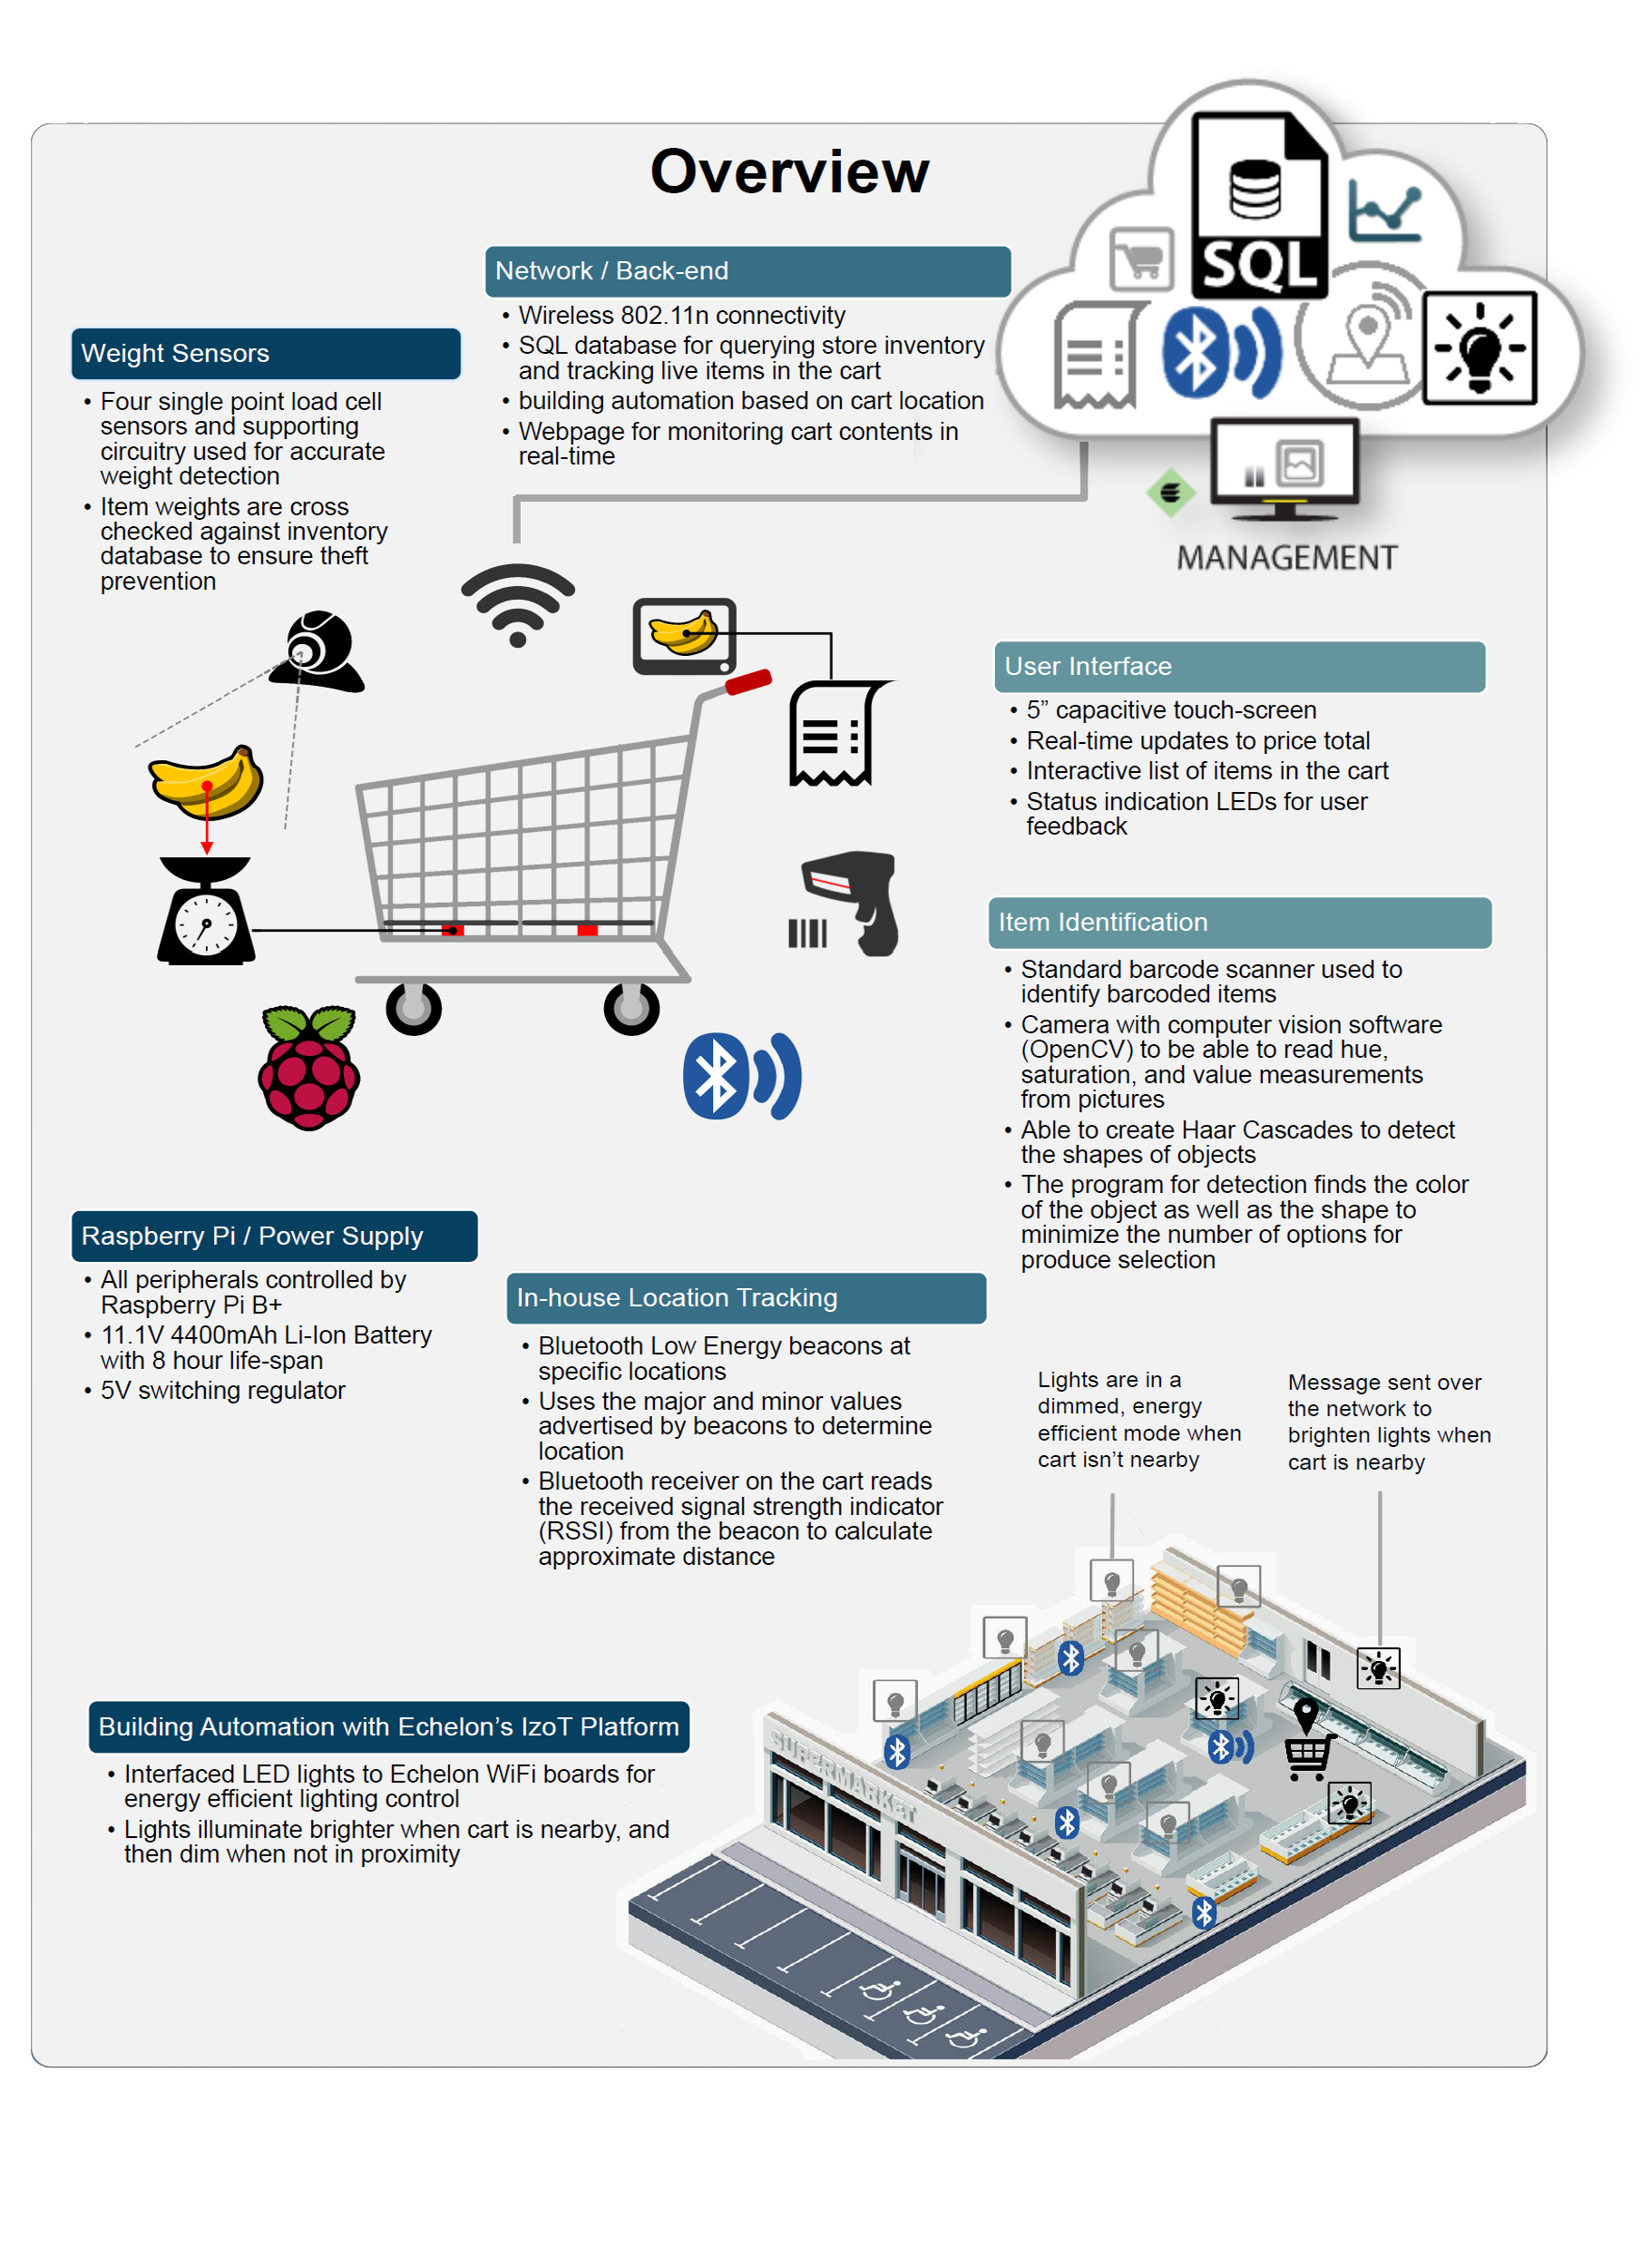 Overview
SQL
MANAGEMENT
Network / Back-end
• Wireless 802.11n connectivity
• SQL database for querying store inventory
and tracking live items in the cart
• building automation based on cart location
• Webpage for monitoring cart contents in
real-time
Weight Sensors
• Four single point load cell
sensors and supporting
circuitry used for accurate
weight detection
• Item weights are cross
checked against inventory
database to ensure theft
prevention
User Interface
• 5” capacitive touch-screen
• Real-time updates to price total
• Interactive list of items in the cart
• Status indication LEDs for user
feedback
Item Identification
• Standard barcode scanner used to
identify barcoded items
• Camera with computer vision software
(OpenCV) to be able to read hue,
saturation, and value measurements
from pictures
• Able to create Haar Cascades to detect
the shapes of objects
• The program for detection finds the color
of the object as well as the shape to
minimize the number of options for
produce selection
Raspberry Pi / Power Supply
• All peripherals controlled by
Raspberry Pi B+
• 11.1V 4400mAh Li-Ion Battery
with 8 hour life-span
• 5V switching regulator
In-house Location Tracking
• Bluetooth Low Energy beacons at
specific locations
• Uses the major and minor values
advertised by beacons to determine
location
• Bluetooth receiver on the cart reads
the received signal strength indicator
(RSSI) from the beacon to calculate
approximate distance
Lights are in a
dimmed, energy
efficient mode when
cart isn’t nearby
Message sent over
the network to
brighten lights when
cart is nearby
Building Automation with Echelon’s IzoT Platform
• Interfaced LED lights to Echelon WiFi boards for
energy efficient lighting control
• Lights illuminate brighter when cart is nearby, and
then dim when not in proximity
SUPERMARKET